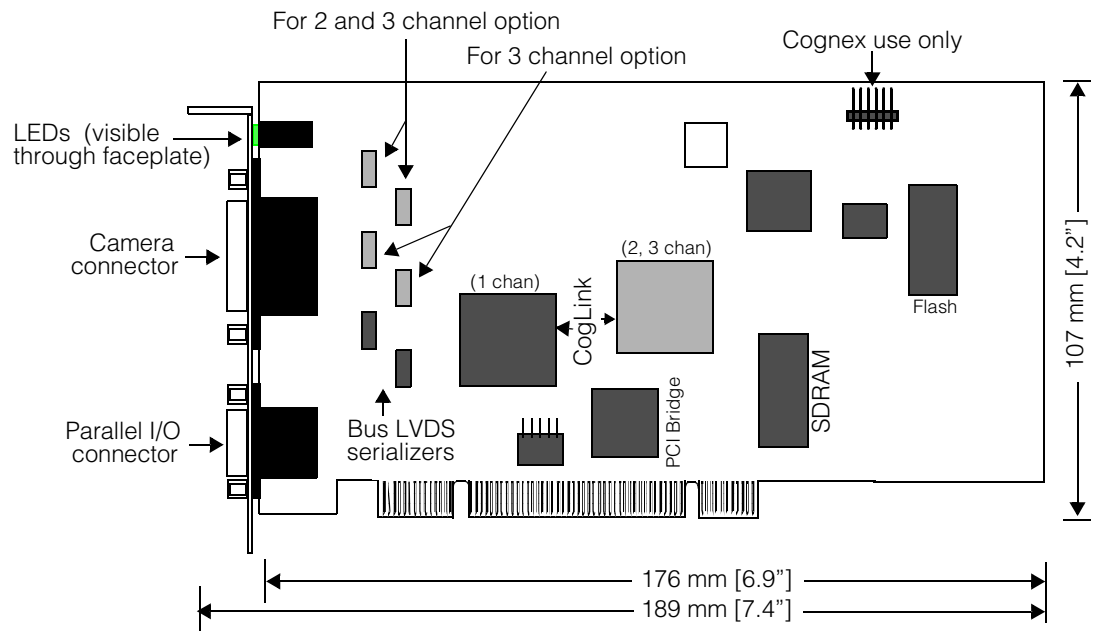 For 2 and 3 channel option
For 3 channel option
Cognex use only
LEDs (visible
through faceplate)
Camera
connector
(2, 3 chan)
(1 chan)
CogLink
Flash
107 mm [4.2”]
SDRAM
PCI Bridge
Parallel I/O
connector
Bus LVDS
serializers
176 mm [6.9”]
189 mm [7.4”]